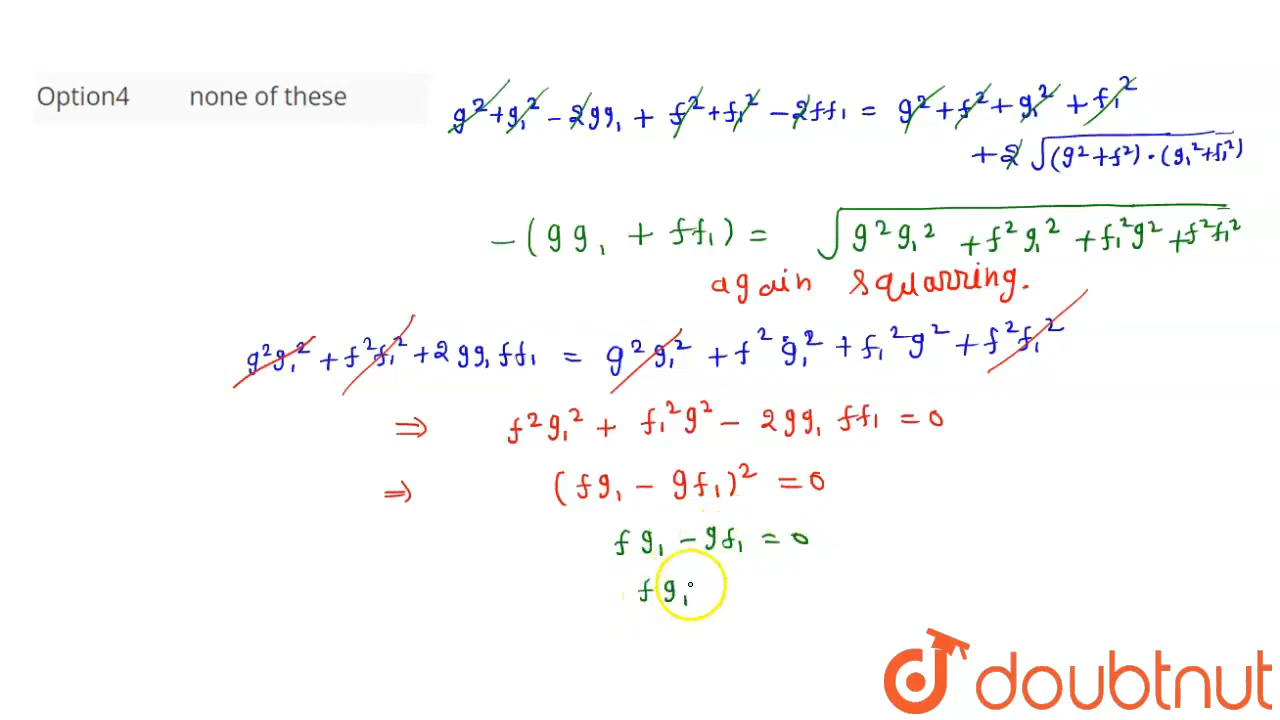 Option4 none of these
g²+g₁² - 2gg₁ + f²+f₁² - 2ff₁ = g²+f²+g₁²+f₁²
+2√(g²+f²)·(g₁²+f₁²)
-(gg₁ + ff₁) = √g²g₁² + f²g₁² + f₁²g² + f²f₁²
again squarring.
g²g₁² + f²f₁² + 2gg₁ff₁ = g²g₁² + f²g₁² + f₁²g² + f²f₁²
⇒ f²g₁² + f₁²g² - 2gg₁ff₁ = 0
⇒ (fg₁ - gf₁)² = 0
fg₁ - gf₁ = 0
fg₁
doubtnut